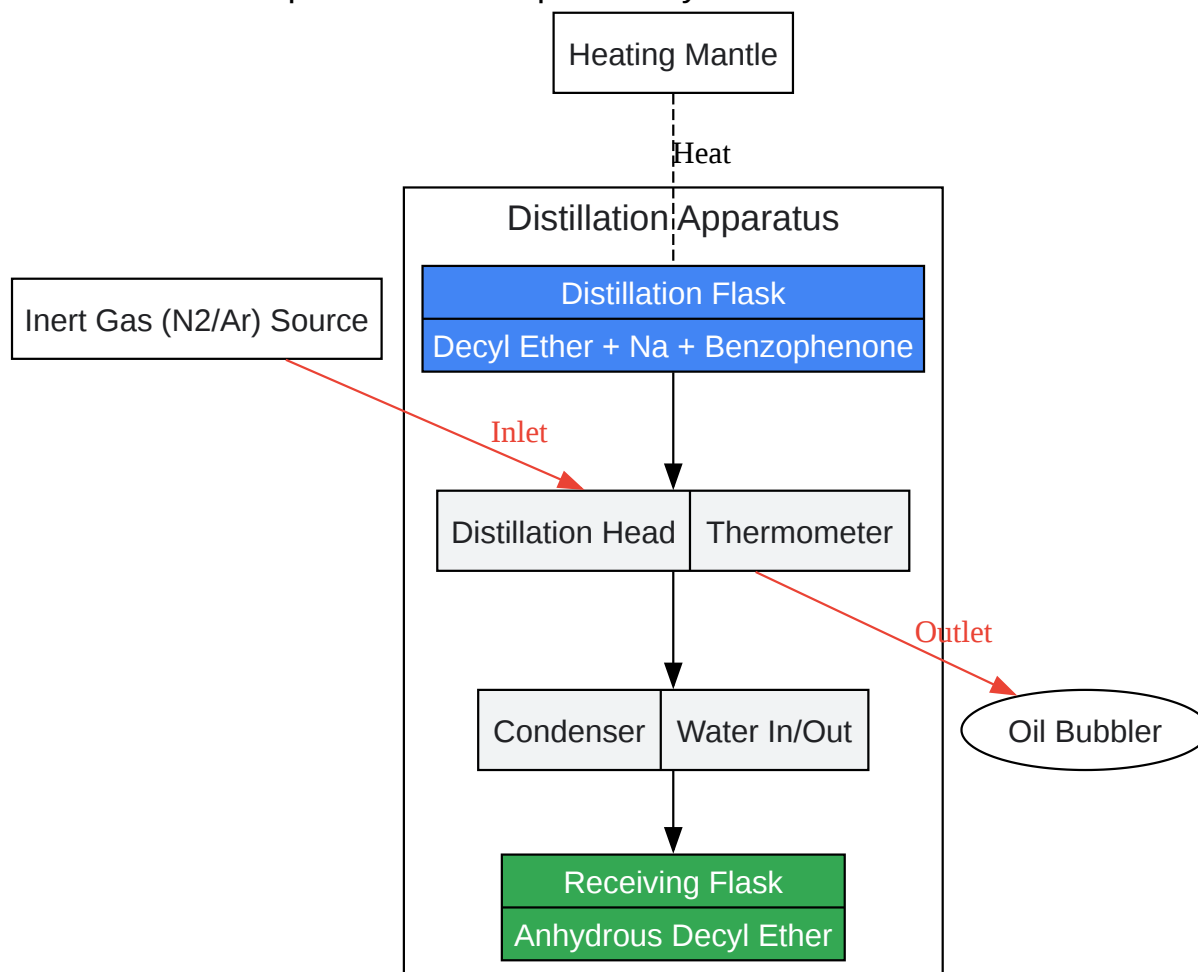 Heating Mantle
Heat
Distillation Apparatus
Distillation Flask
Decyl Ether + Na + Benzophenone
Inert Gas (N2/Ar) Source
Inlet
Distillation Head
Thermometer
Outlet
Condenser
Water In/Out
Oil Bubbler
Receiving Flask
Anhydrous Decyl Ether